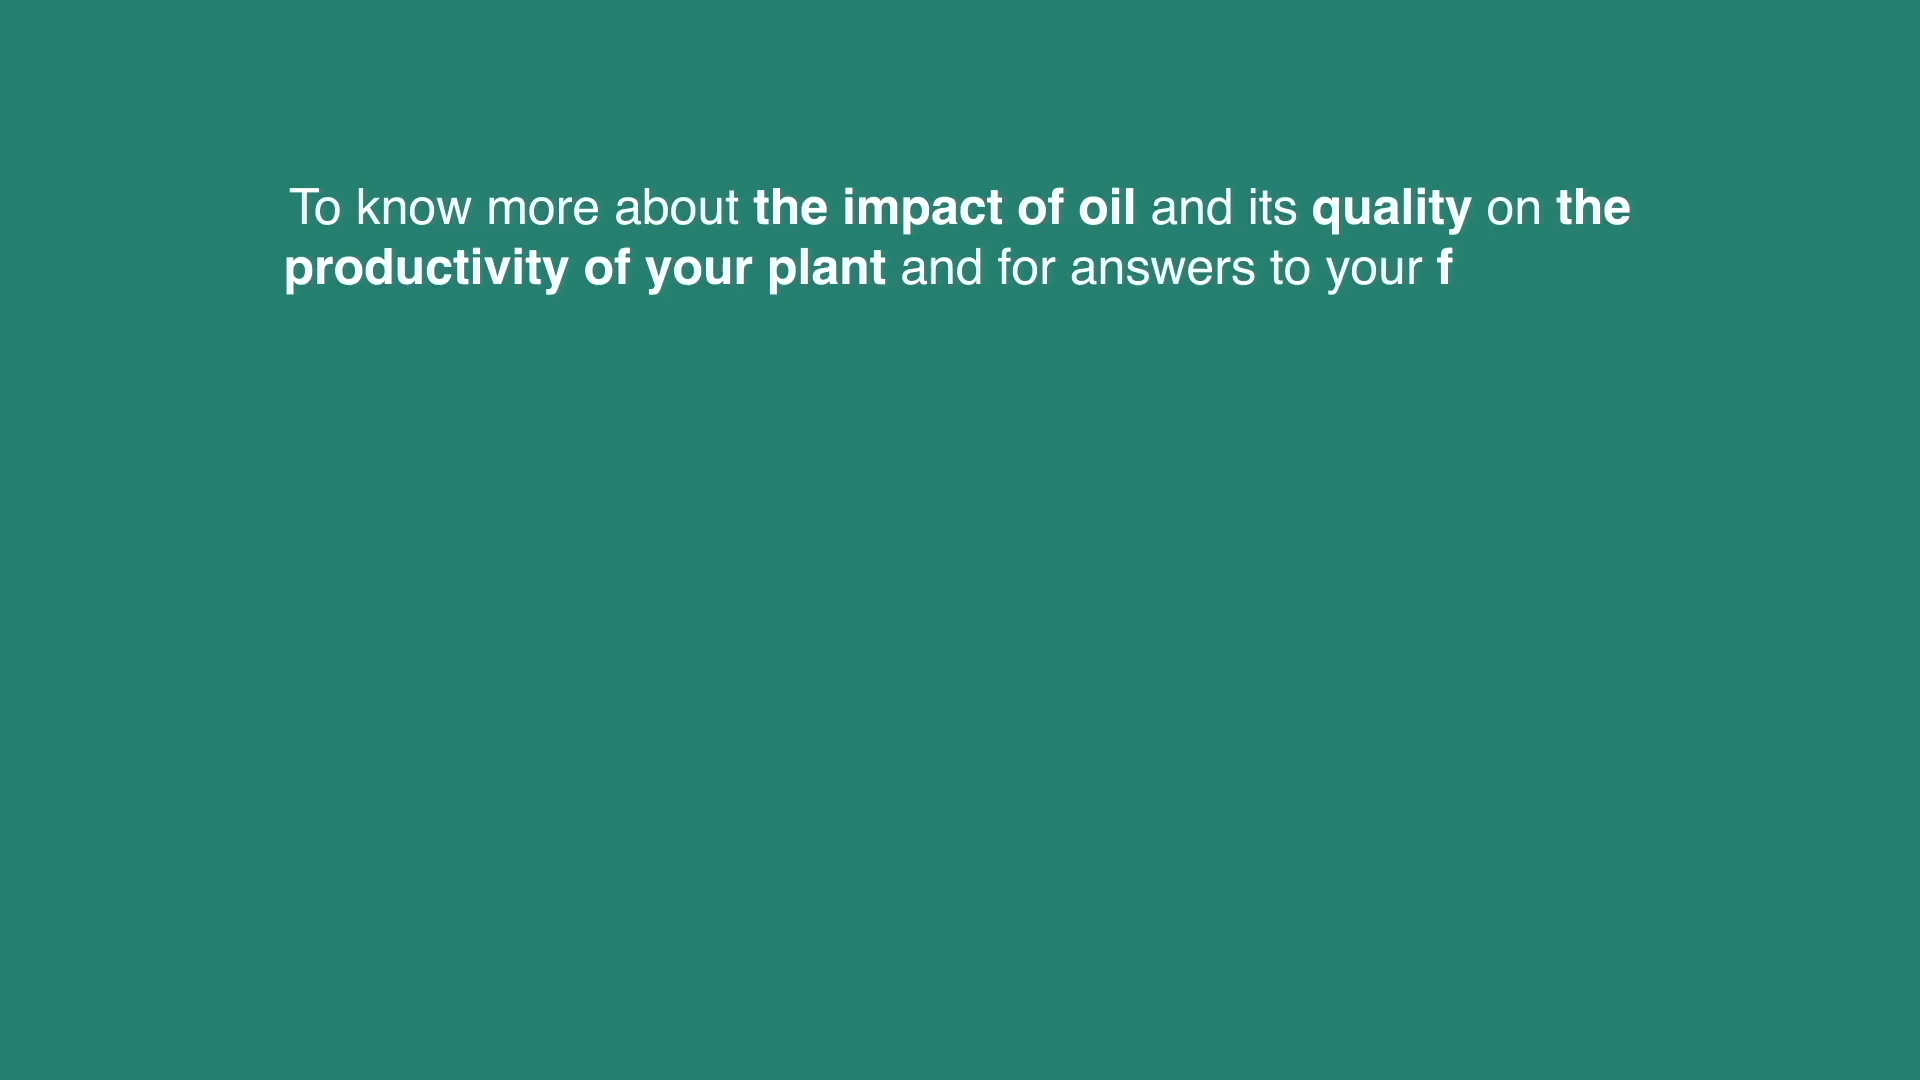 To know more about the impact of oil and its quality on the
productivity of your plant and for answers to your f